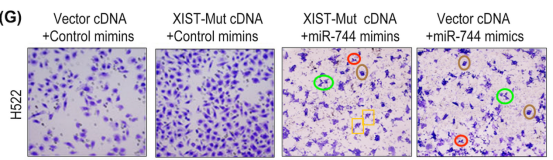 (G)
Vector cDNA
+Control mimins
XIST-Mut cDNA
+Control mimins
XIST-Mut cDNA
+miR-744 mimins
Vector cDNA
+miR-744 mimics
H522